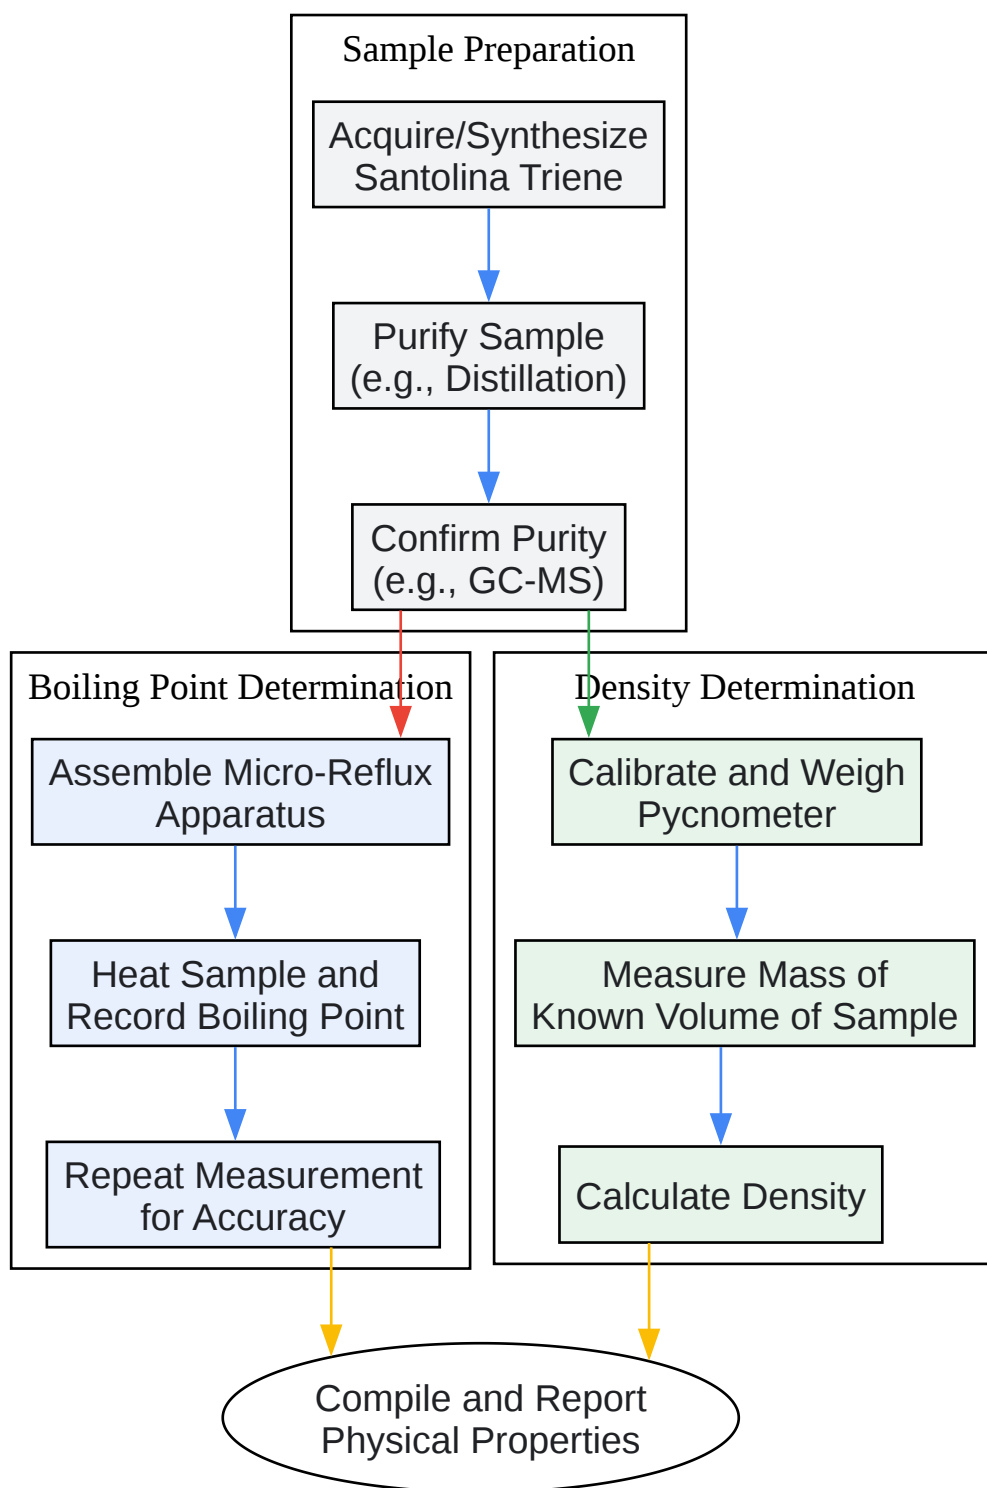 Sample Preparation
Acquire/Synthesize
Santolina Triene
Purify Sample
(e.g., Distillation)
Confirm Purity
(e.g., GC-MS)
Boiling Point Determination
Assemble Micro-Reflux
Apparatus
Heat Sample and
Record Boiling Point
Repeat Measurement
for Accuracy
Density Determination
Calibrate and Weigh
Pycnometer
Measure Mass of
Known Volume of Sample
Calculate Density
Compile and Report
Physical Properties